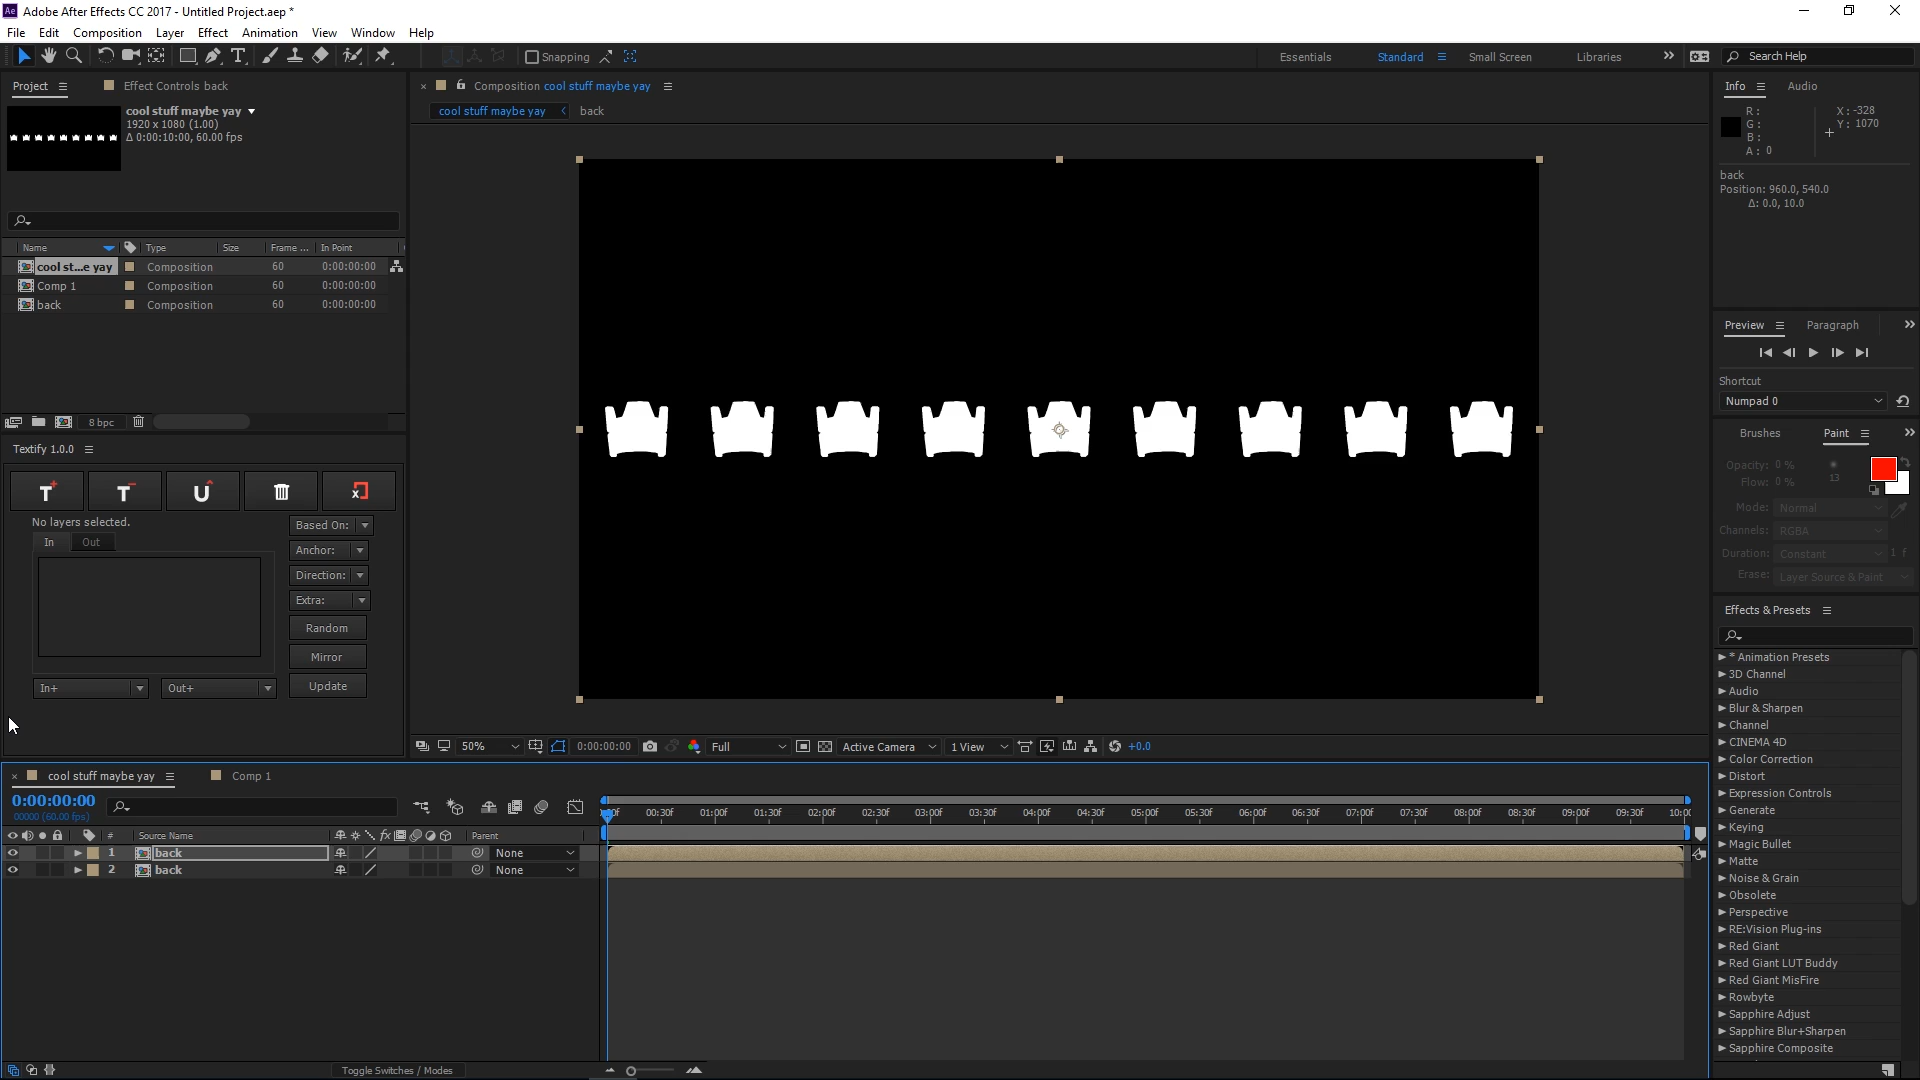 Adobe After Effects CC 2017 - Untitled Project.aep *
File Edit Composition Layer Effect Animation View Window Help
Snapping Essentials Standard Small Screen Libraries Search Help
Project Effect Controls back
cool stuff maybe yay
1920 x 1080 (1.00)
Δ 0:00:10:00, 60.00 fps
Name Type Size Frame ... In Point
cool st...e yay Composition 60 0:00:00:00
Comp 1 Composition 60 0:00:00:00
back Composition 60 0:00:00:00
8 bpc
Textify 1.0.0
No layers selected.
In Out
Based On:
Anchor:
Direction:
Extra:
Random
Mirror
Update
In+ Out+
Composition cool stuff maybe yay
cool stuff maybe yay back
50% 0:00:00:00 Full Active Camera 1 View +0.0
Info Audio
R:
G:
B:
A: 0
X: -328
Y: 1070
back
Position: 960.0, 540.0
Δ: 0.0, 10.0
Preview Paragraph
Shortcut
Numpad 0
Brushes Paint
Opacity: 0 %
Flow: 0 %
13
Mode: Normal
Channels: RGBA
Duration: Constant 1 f
Erase: Layer Source & Paint
Effects & Presets
* Animation Presets
3D Channel
Audio
Blur & Sharpen
Channel
CINEMA 4D
Color Correction
Distort
Expression Controls
Generate
Keying
Magic Bullet
Matte
Noise & Grain
Obsolete
Perspective
RE:Vision Plug-ins
Red Giant
Red Giant LUT Buddy
Red Giant MisFire
Rowbyte
Sapphire Adjust
Sapphire Blur+Sharpen
Sapphire Composite
cool stuff maybe yay Comp 1
0:00:00:00
00000 (60.00 fps)
00:30f 01:00f 01:30f 02:00f 02:30f 03:00f 03:30f 04:00f 04:30f 05:00f 05:30f 06:00f 06:30f 07:00f 07:30f 08:00f 08:30f 09:00f 09:30f 10:00
# Source Name Parent
1 back None
2 back None
Toggle Switches / Modes